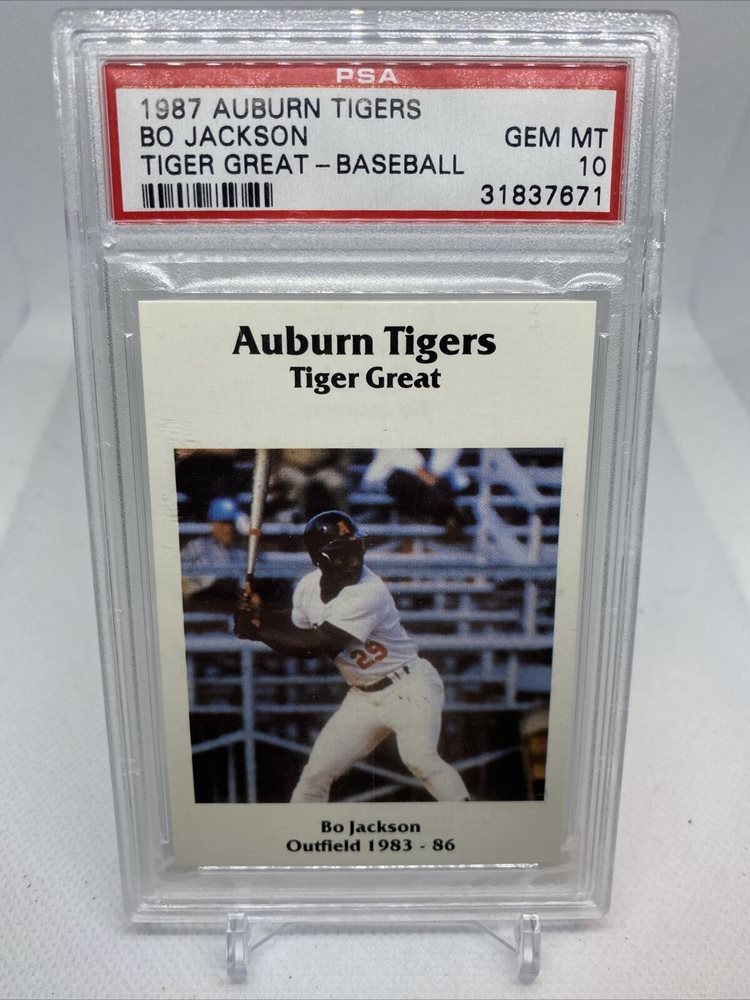 PSA
1987 AUBURN TIGERS
BO JACKSON GEM MT
TIGER GREAT – BASEBALL 10
31837671
Auburn Tigers
Tiger Great
A
29
Bo Jackson
Outfield 1983 - 86